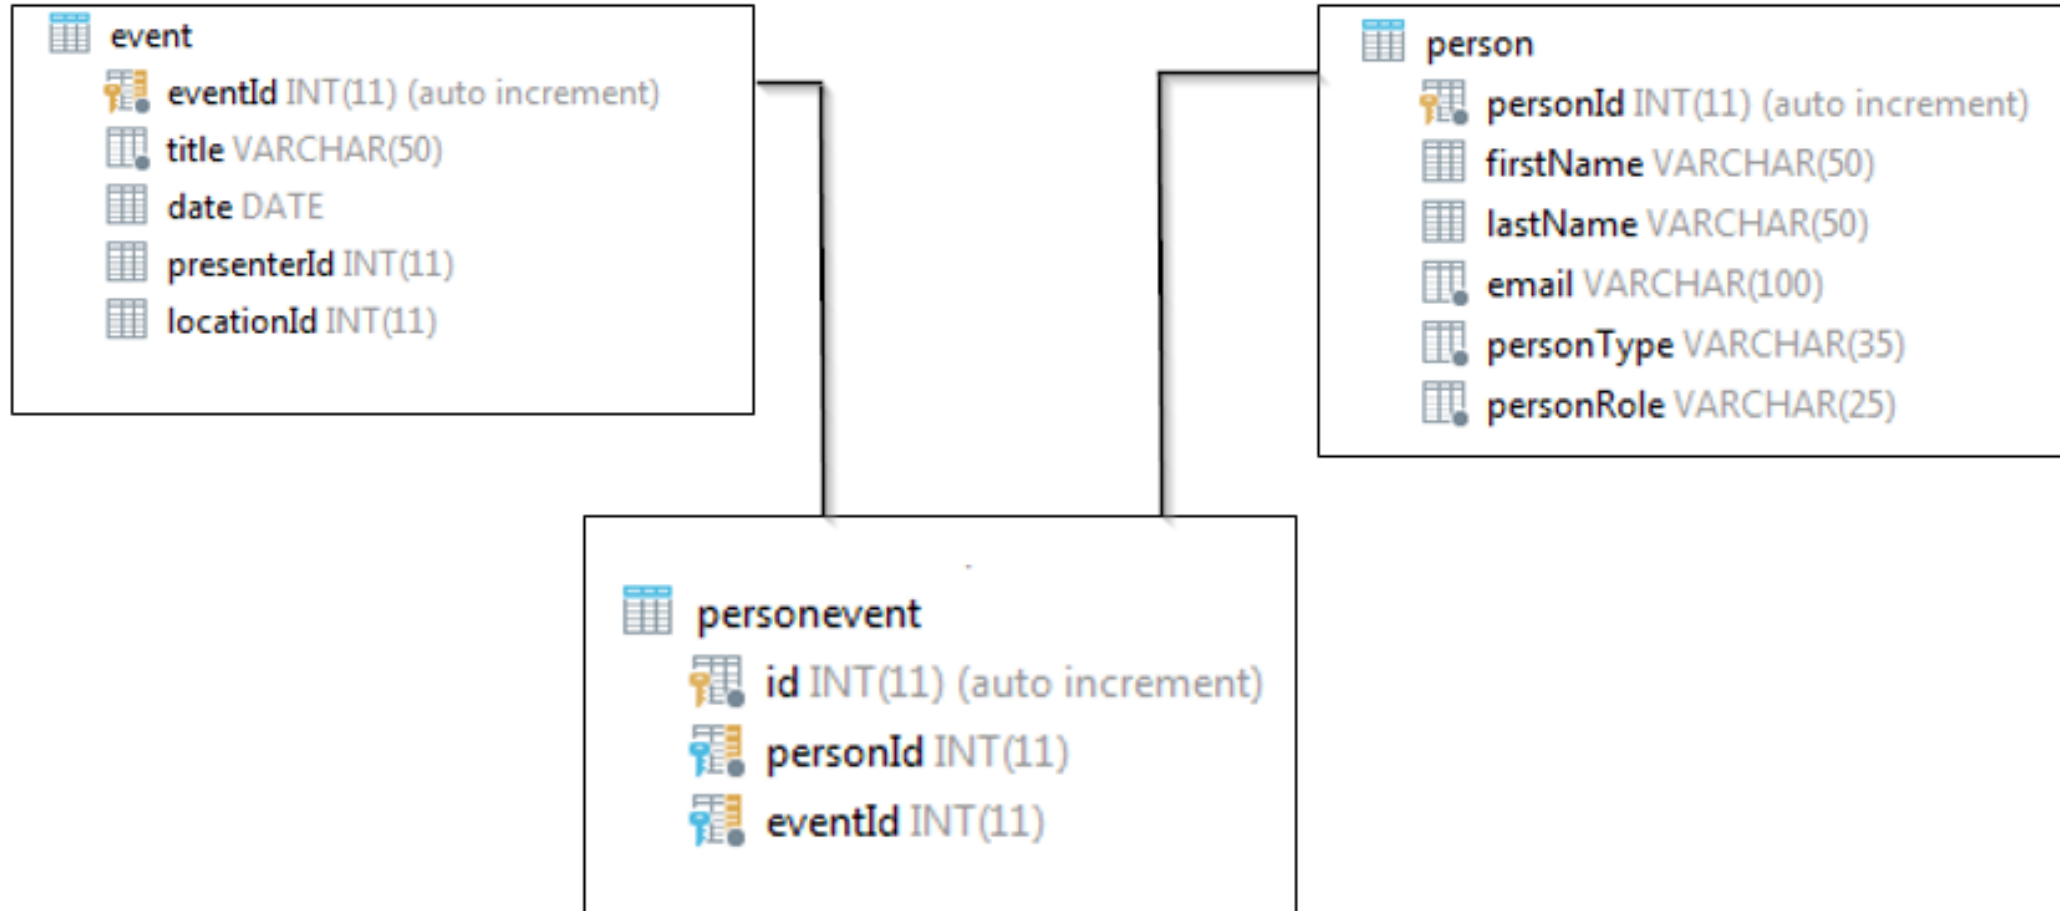 event
eventId INT(11) (auto increment)
title VARCHAR(50)
date DATE
presenterId INT(11)
locationId INT(11)
person
personId INT(11) (auto increment)
firstName VARCHAR(50)
lastName VARCHAR(50)
email VARCHAR(100)
personType VARCHAR(35)
personRole VARCHAR(25)
personevent
id INT(11) (auto increment)
personId INT(11)
eventId INT(11)